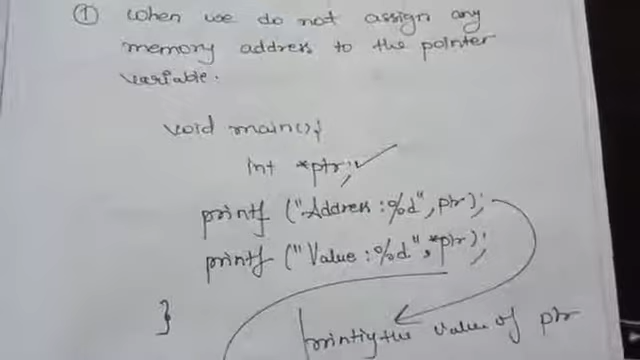 ① when we do not assign any
memory address to the pointer
variable.
void main(){
int *ptr;
printf ("Address:%d", ptr);
printf ("Value:%d", *ptr);
}
printing the value of ptr